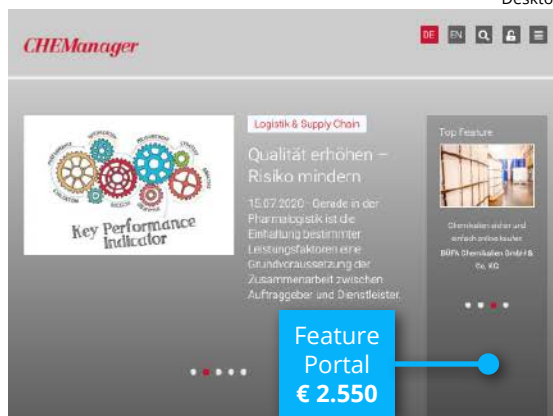 Deskto
CHEManager
DE EN
Logistik & Supply Chain
Qualität erhöhen –
Risiko mindern
15.07.2020 - Gerade in der
Pharmalogistik ist die
Einhaltung bestimmter
Leistungsfaktoren eine
Grundvoraussetzung der
Zusammenarbeit zwischen
Auftraggeber und Dienstleister.
Key Performance
Indicator
Top Feature
Chemikalien sicher und
einfach online kaufen
BÜFA Chemikalien GmbH &
Co. KG
Feature
Portal
€ 2.550